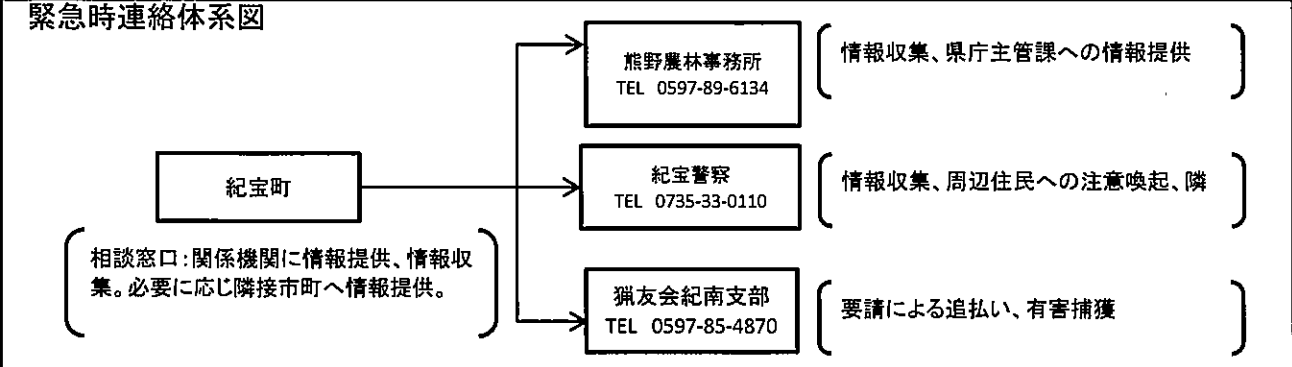 緊急時連絡体系図
熊野農林事務所
TEL 0597-89-6134
情報収集、県庁主管課への情報提供
紀宝町
相談窓口:関係機関に情報提供、情報収
集。必要に応じ隣接市町へ情報提供。
紀宝警察
TEL 0735-33-0110
情報収集、周辺住民への注意喚起、隣
猟友会紀南支部
TEL 0597-85-4870
要請による追払い、有害捕獲